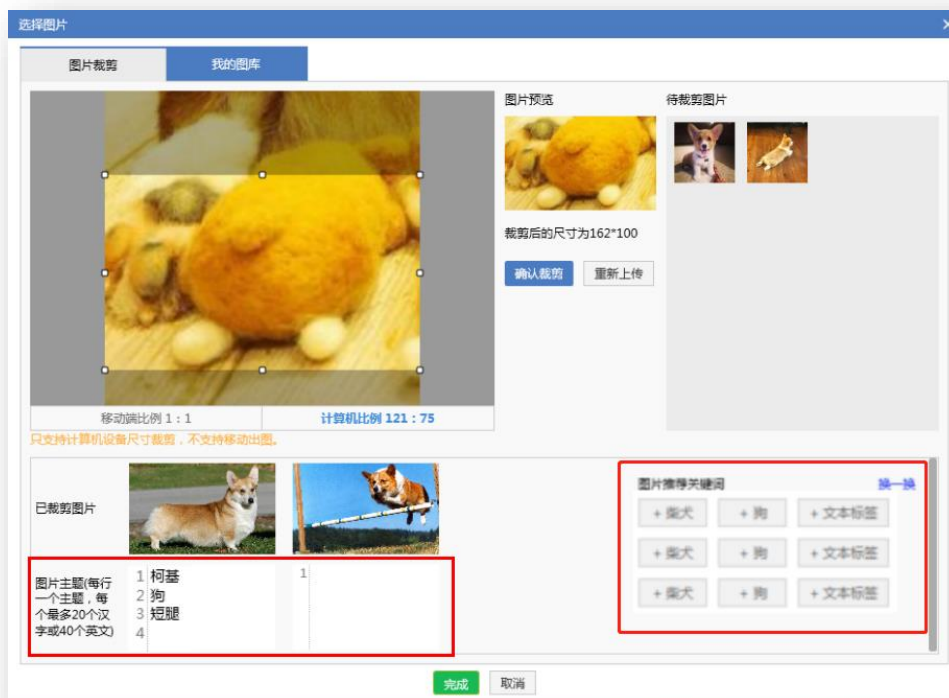 选择图片
图片裁剪
我的图库
图片预览
待裁剪图片
裁剪后的尺寸为162*100
确认裁剪
重新上传
移动端比例 1：1
计算机比例 121：75
只支持计算机设备尺寸裁剪，不支持移动出图。
已裁剪图片
图片推荐关键词
换一换
+ 柴犬
+ 狗
+ 文本标签
+ 柴犬
+ 狗
+ 文本标签
+ 柴犬
+ 狗
+ 文本标签
图片主题(每行
一个主题，每
个最多20个汉
字或40个英文)
1 柯基
2 狗
3 短腿
4
1
完成
取消